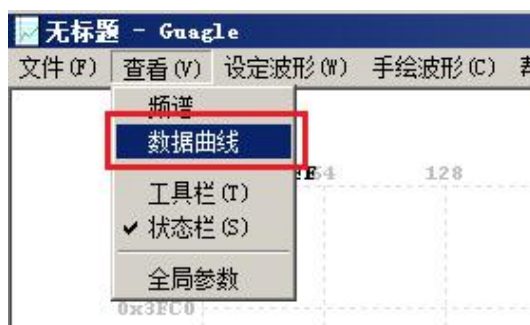 无标题 - Guagle
文件(F) 查看(V) 设定波形(W) 手绘波形(C)
频谱
数据曲线
64 128
工具栏(T)
状态栏(S)
全局参数
0x3FC0